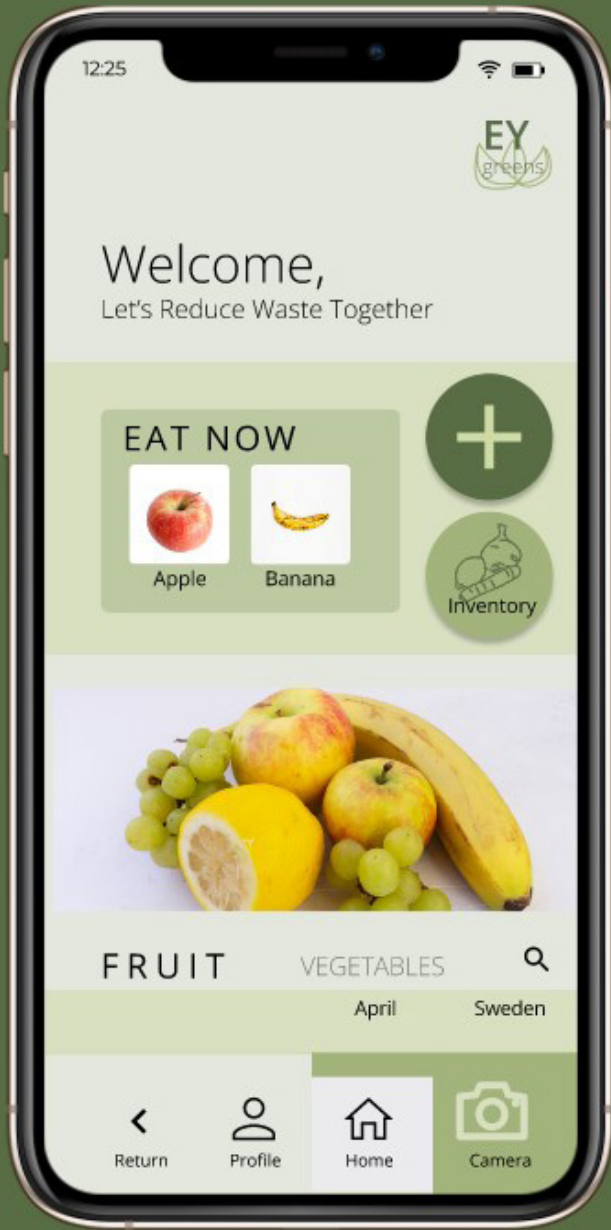 12:25
EY
greens
Welcome,
Let's Reduce Waste Together
EAT NOW
Apple Banana
Inventory
FRUIT VEGETABLES
April Sweden
Return Profile Home Camera